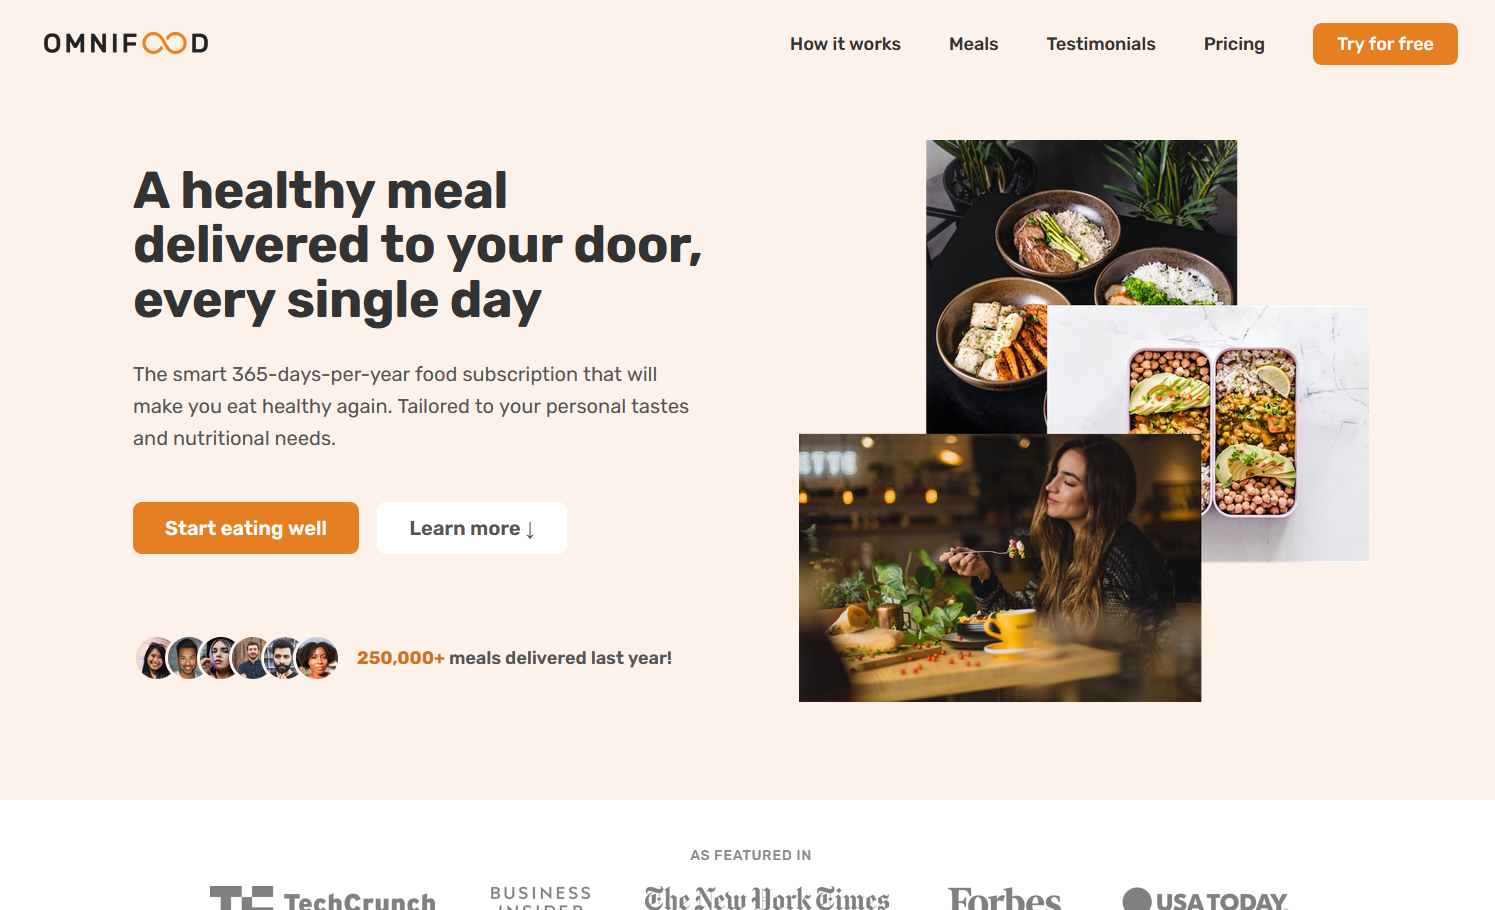 OMNIFOOD
How it works
Meals
Testimonials
Pricing
Try for free
A healthy meal
delivered to your door,
every single day
The smart 365-days-per-year food subscription that will
make you eat healthy again. Tailored to your personal tastes
and nutritional needs.
Start eating well
Learn more ↓
250,000+ meals delivered last year!
ETTE
AS FEATURED IN
TC TechCrunch
BUSINESS
INSIDER
The New York Times
Forbes
USA TODAY